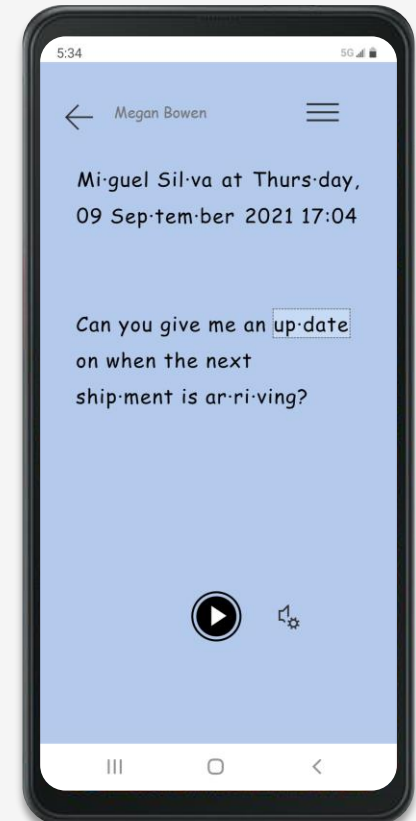 5:34
5G
Megan Bowen
Mi·guel Sil·va at Thurs·day,
09 Sep·tem·ber 2021 17:04
Can you give me an up·date
on when the next
ship·ment is ar·ri·ving?